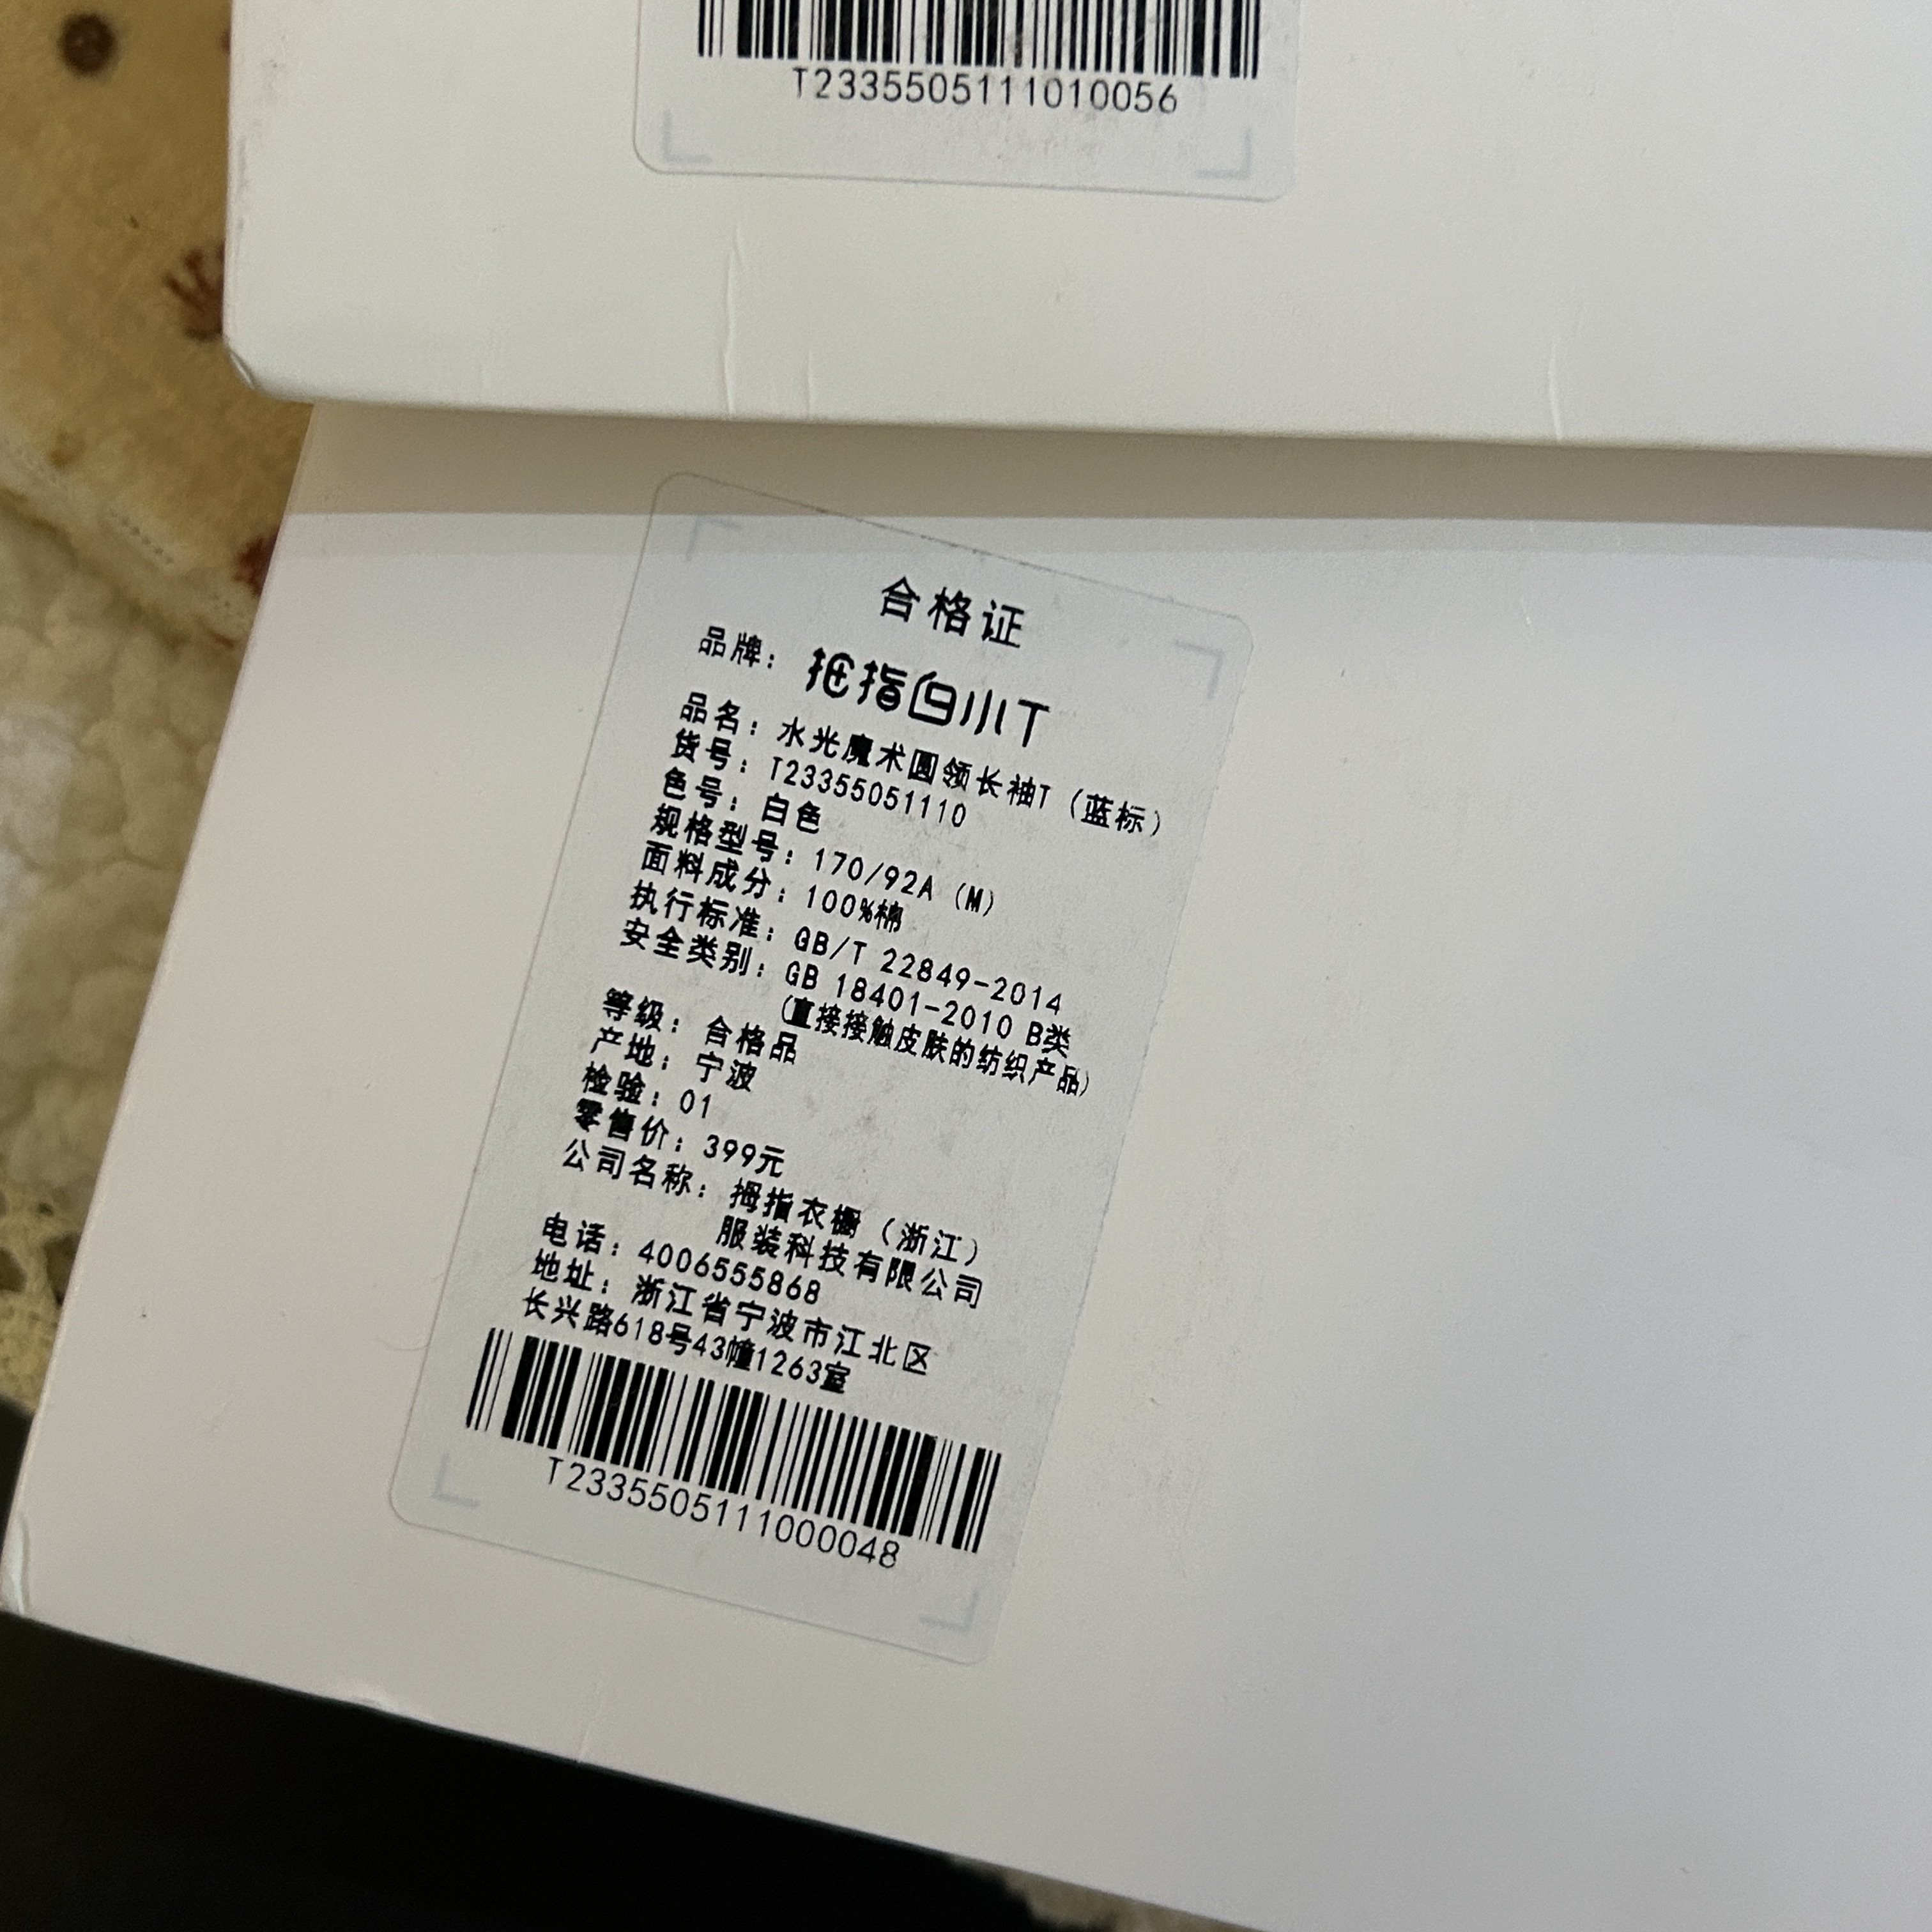 T2335505111010056
合格证
品牌：拇指白小T
品名：水光魔术圆领长袖T（蓝标）
货号：T23355051110
色号：白色
规格型号：170/92A（M）
面料成分：100%棉
执行标准：GB/T 22849-2014
安全类别：GB 18401-2010 B类
(直接接触皮肤的纺织产品)
等级：合格品
产地：宁波
检验：01
零售价：399元
公司名称：拇指衣橱（浙江）
服装科技有限公司
电话：4006555868
地址：浙江省宁波市江北区
长兴路618号43幢1263室
T2335505111000048